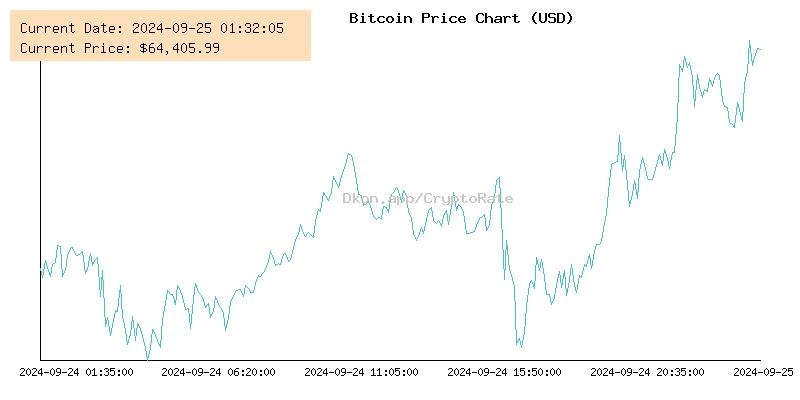 Bitcoin Price Chart (USD)
Current Date: 2024-09-25 01:32:05
Current Price: $64,405.99
Dkon.app/CryptoRate
2024-09-24 01:35:00 2024-09-24 06:20:00 2024-09-24 11:05:00 2024-09-24 15:50:00 2024-09-24 20:35:00 2024-09-25